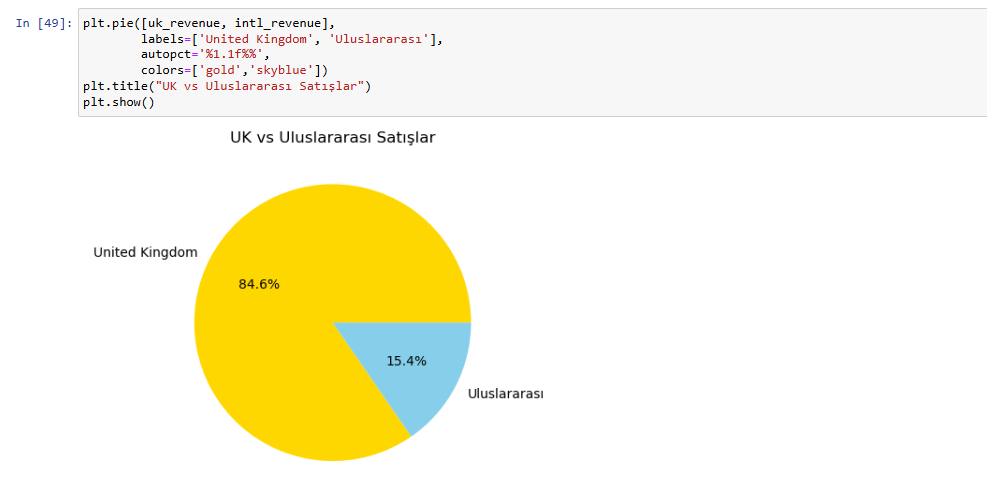 In [49]: plt.pie([uk_revenue, intl_revenue],
labels=['United Kingdom', 'Uluslararası'],
autopct='%1.1f%%',
colors=['gold','skyblue'])
plt.title("UK vs Uluslararası Satışlar")
plt.show()
UK vs Uluslararası Satışlar
United Kingdom
84.6%
15.4%
Uluslararası